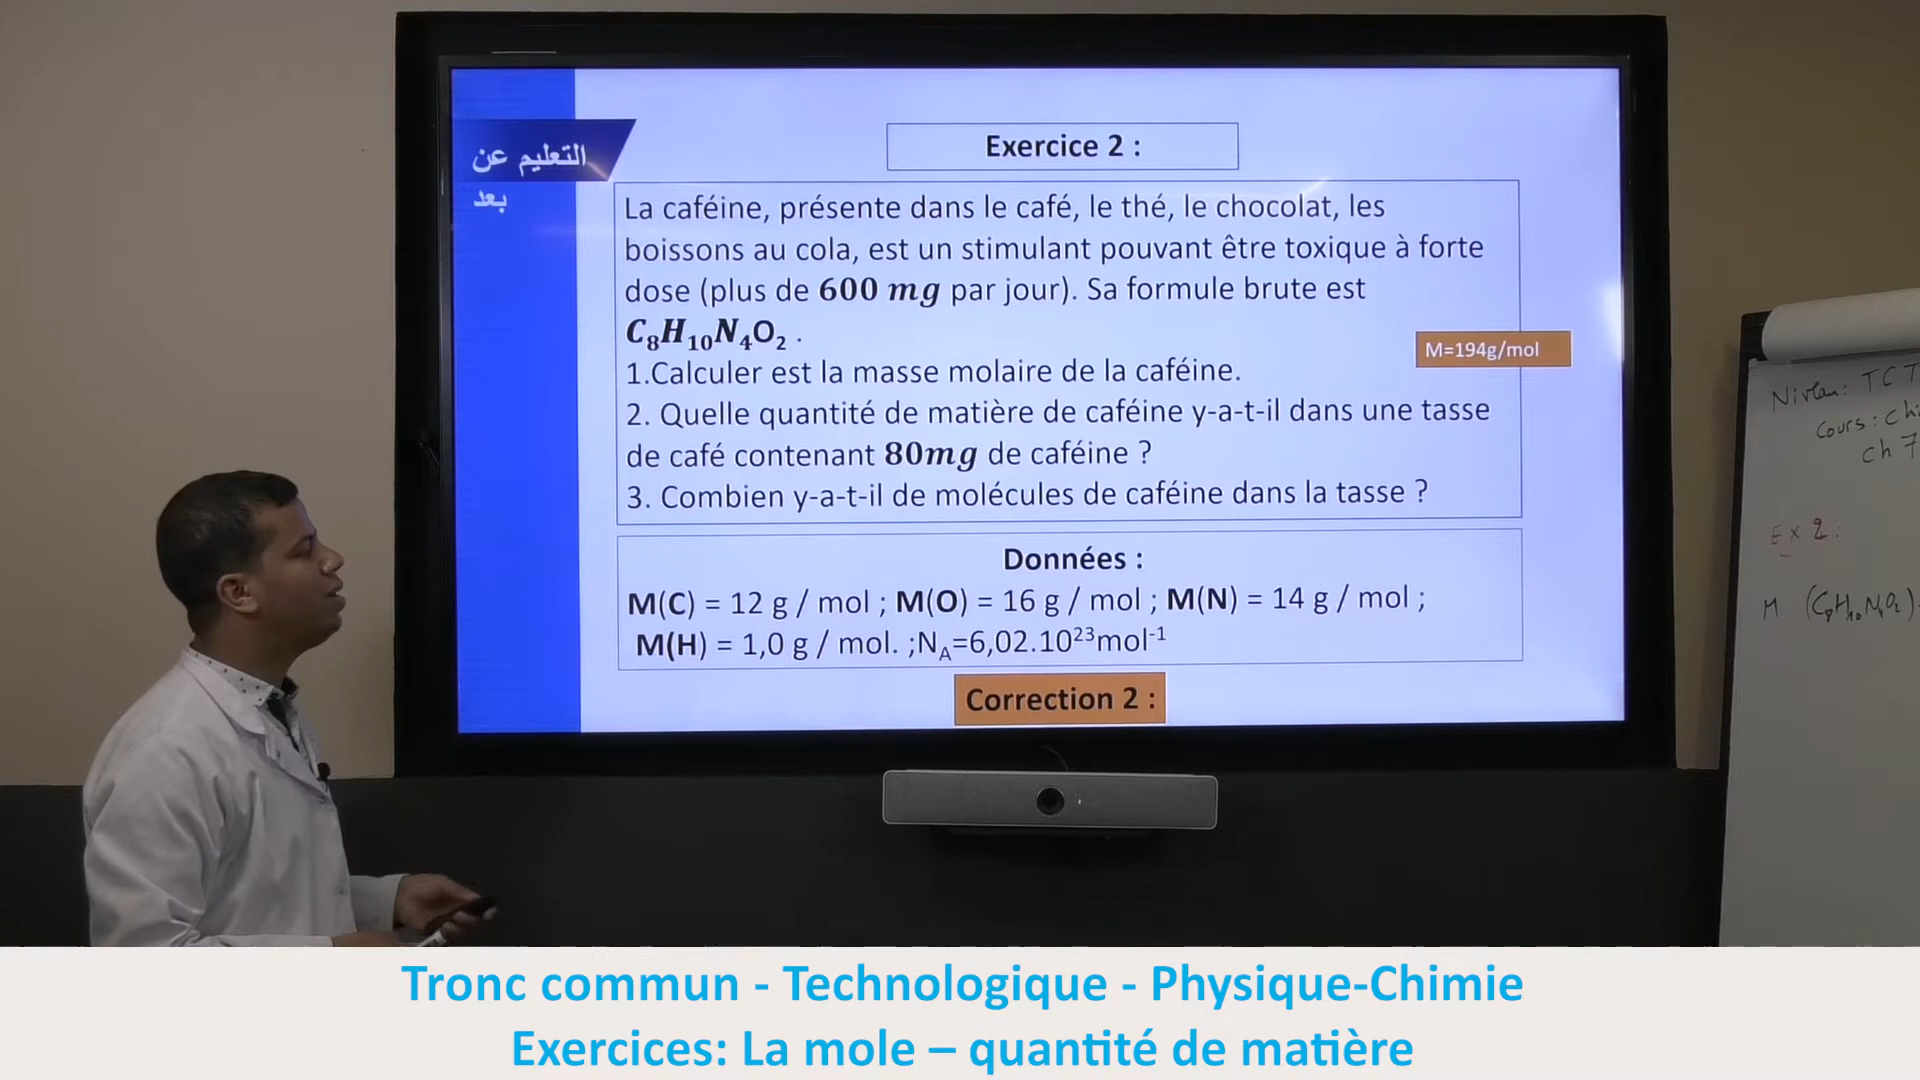 التعليم عن
بعد
Exercice 2 :
La caféine, présente dans le café, le thé, le chocolat, les
boissons au cola, est un stimulant pouvant être toxique à forte
dose (plus de 600 mg par jour). Sa formule brute est
C₈H₁₀N₄O₂ .
M=194g/mol
1.Calculer est la masse molaire de la caféine.
2. Quelle quantité de matière de caféine y-a-t-il dans une tasse
de café contenant 80mg de caféine ?
3. Combien y-a-t-il de molécules de caféine dans la tasse ?
Données :
M(C) = 12 g / mol ; M(O) = 16 g / mol ; M(N) = 14 g / mol ;
M(H) = 1,0 g / mol. ;N_A=6,02.10²³mol⁻¹
Correction 2 :
Niveau: TCT
Cours: Chi
Ch 7
Ex 2.
M (C₈H₁₀N₄O₂)
Tronc commun - Technologique - Physique-Chimie
Exercices: La mole – quantité de matière